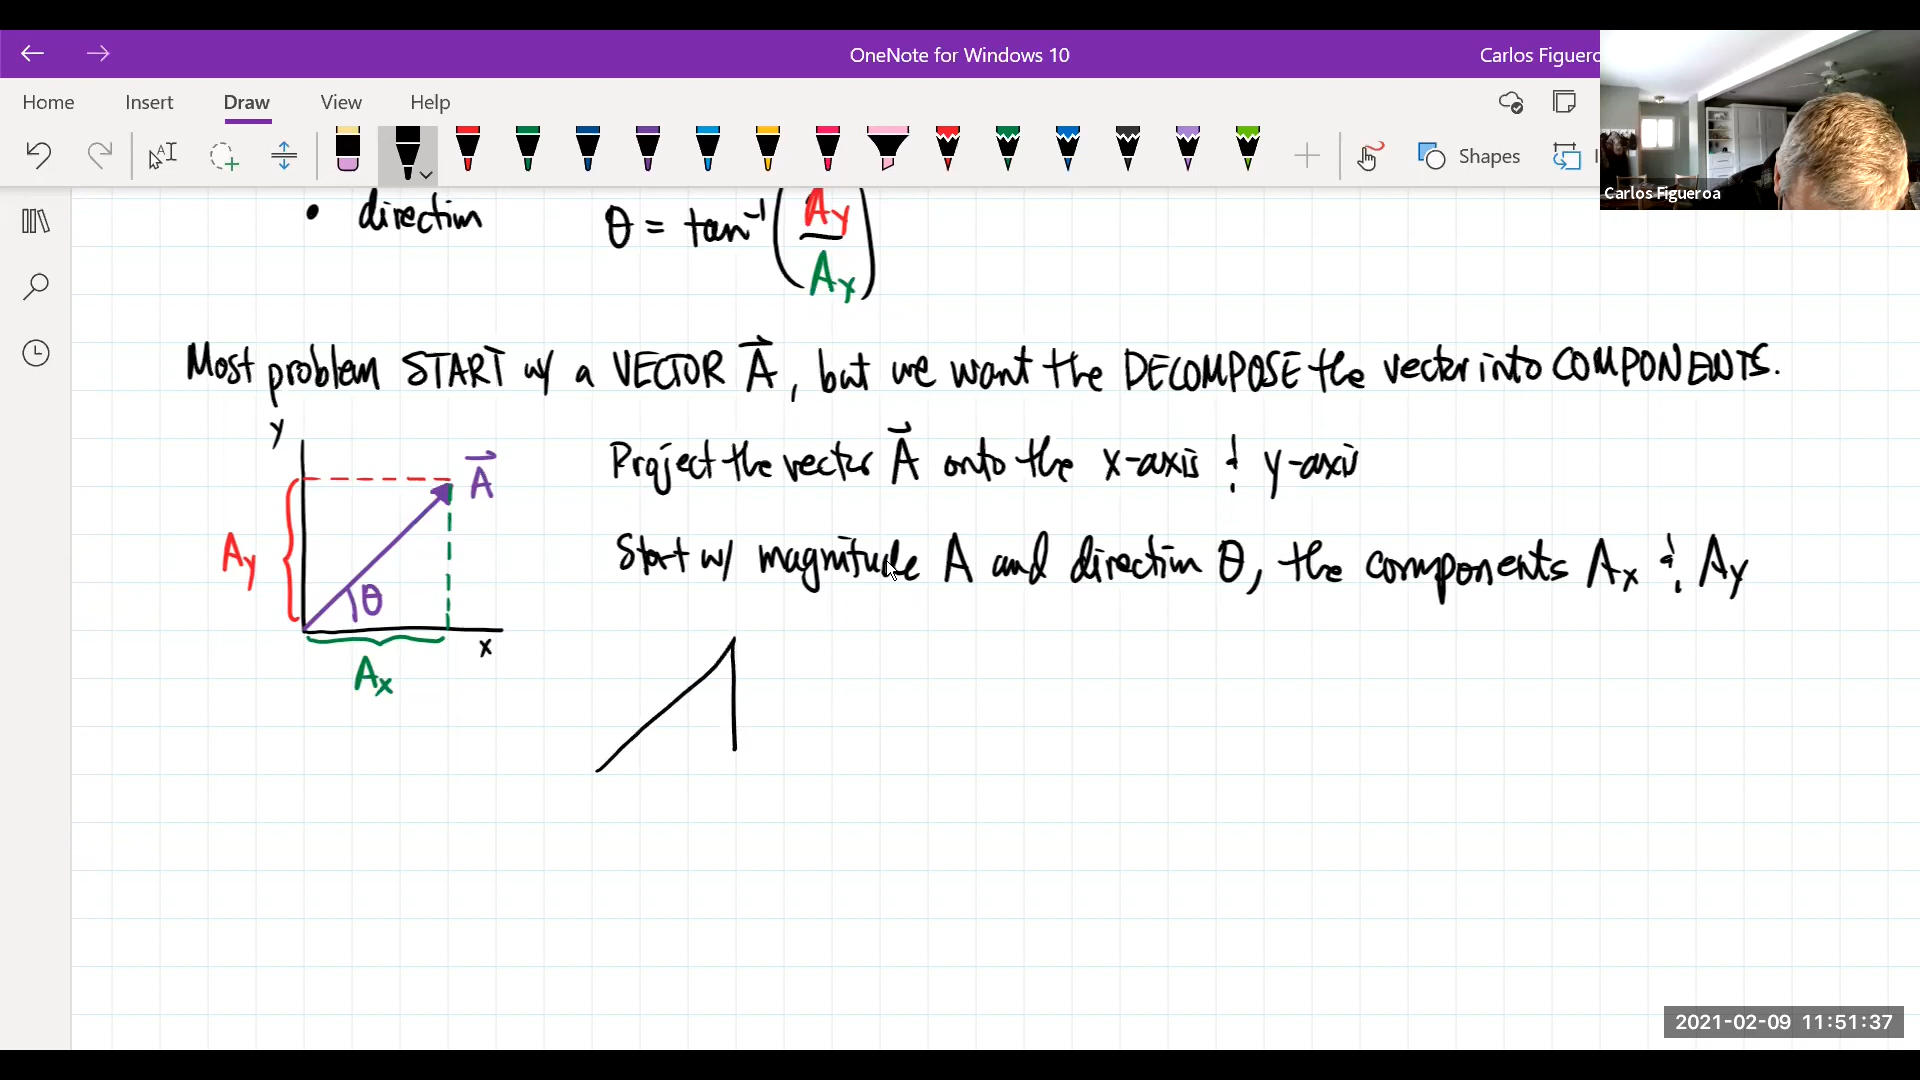 OneNote for Windows 10
Carlos Figuero
Home Insert Draw View Help
Shapes
Carlos Figueroa
• direction θ = tan⁻¹(Ay/Ax)
Most problem START w/ a VECTOR A⃗, but we want the DECOMPOSE the vector into COMPONENTS.
y
A⃗
Project the vector A⃗ onto the x-axis & y-axis
Ay
θ
Start w/ magnitude A and direction θ, the components Ax & Ay
x
Ax
2021-02-09 11:51:37